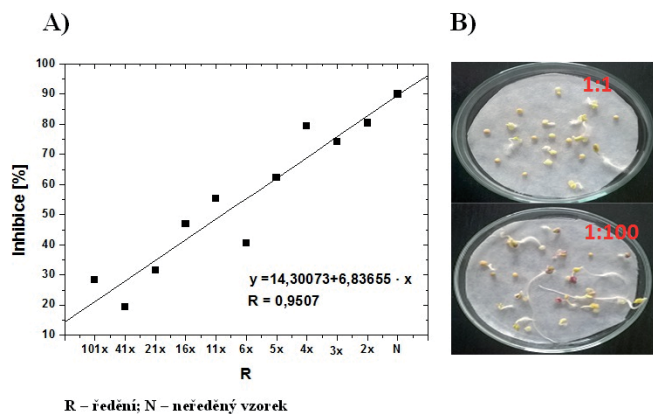 A)
B)
Inhibice [%]
100
90
80
70
60
50
40
30
20
10
y =14,30073+6,83655 · x
R = 0,9507
101x 41x 21x 16x 11x 6x 5x 4x 3x 2x N
R
R – ředění; N – neředěný vzorek
1:1
1:100